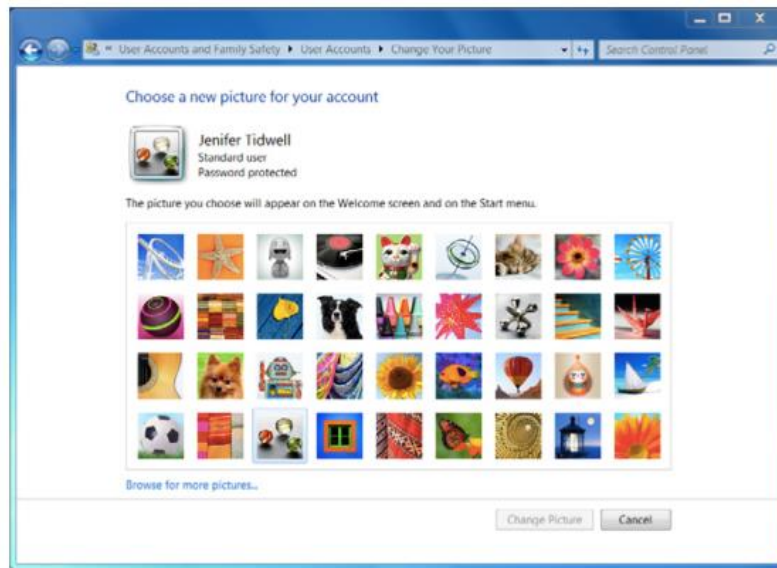 « User Accounts and Family Safety ▸ User Accounts ▸ Change Your Picture
Search Control Panel
Choose a new picture for your account
Jenifer Tidwell
Standard user
Password protected
The picture you choose will appear on the Welcome screen and on the Start menu.
Browse for more pictures...
Change Picture
Cancel